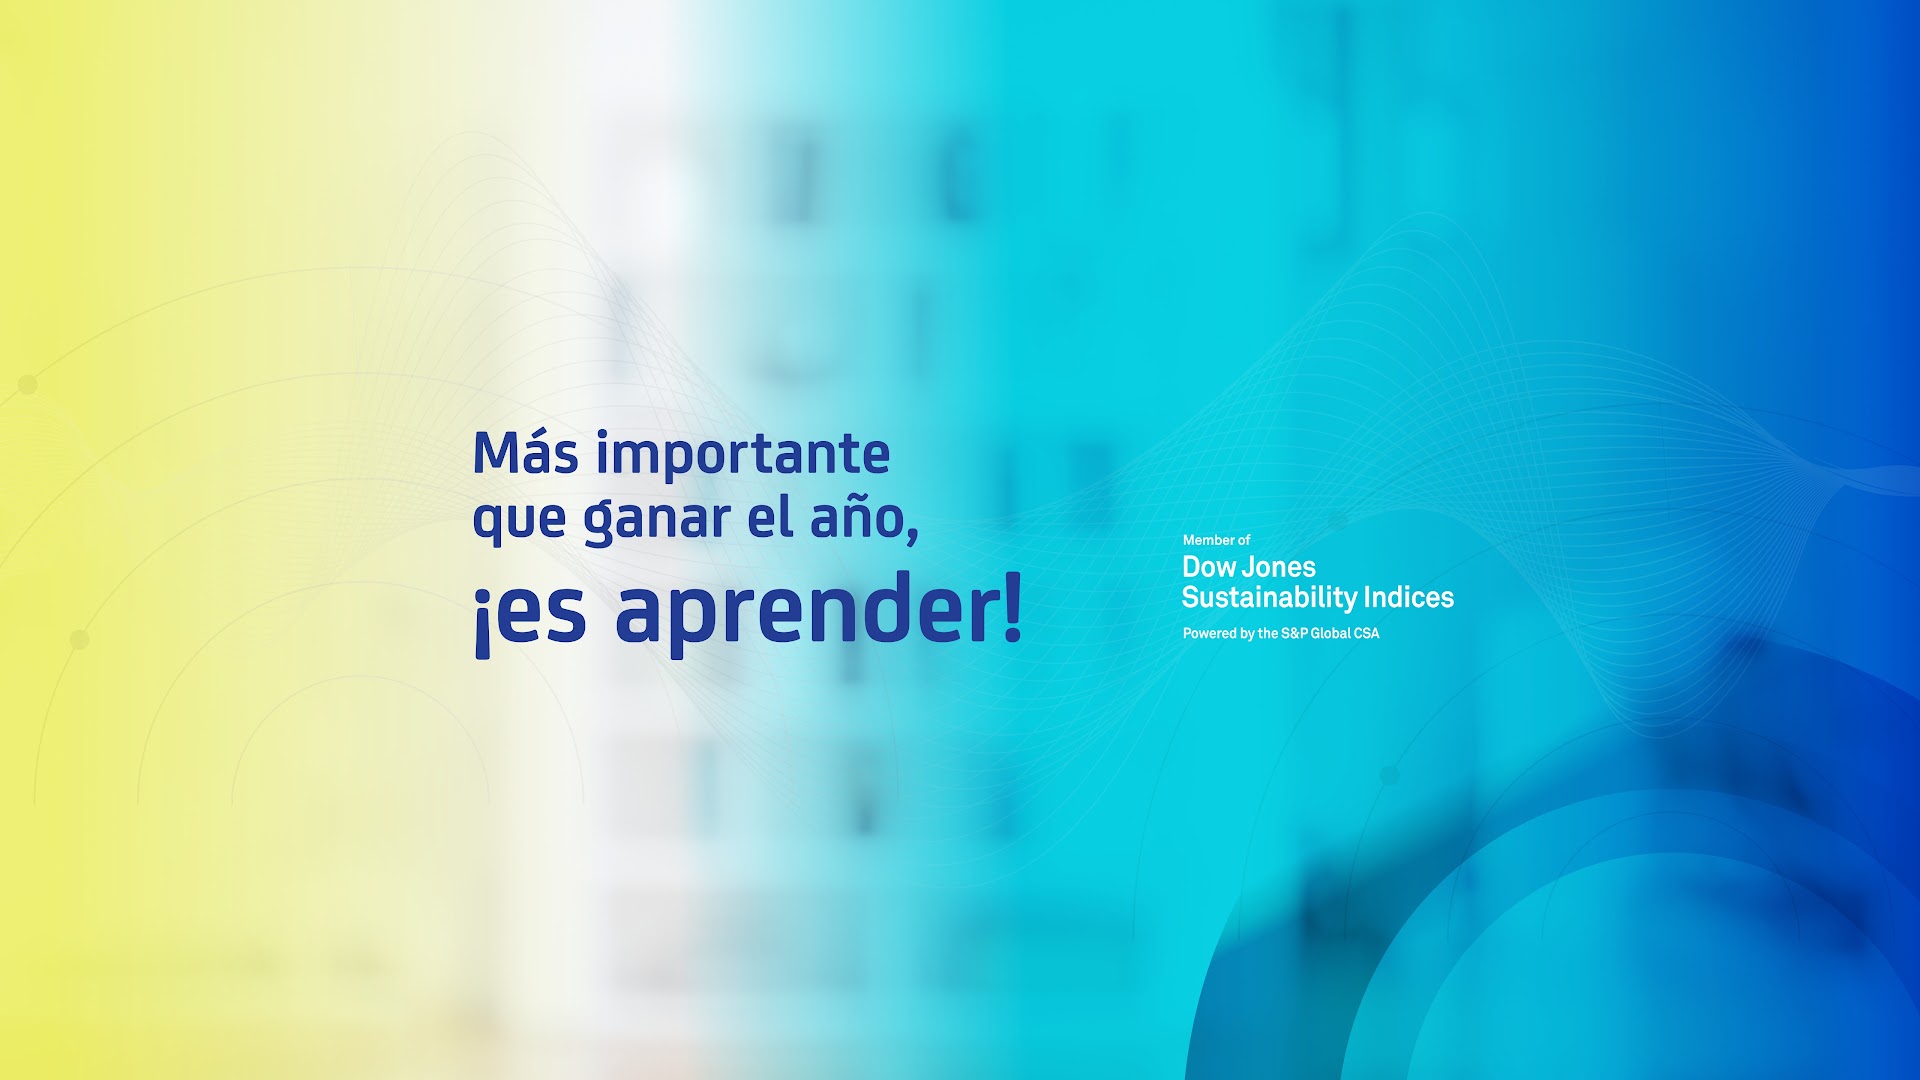 Más importante
que ganar el año,
¡es aprender!
Member of
Dow Jones
Sustainability Indices
Powered by the S&P Global CSA